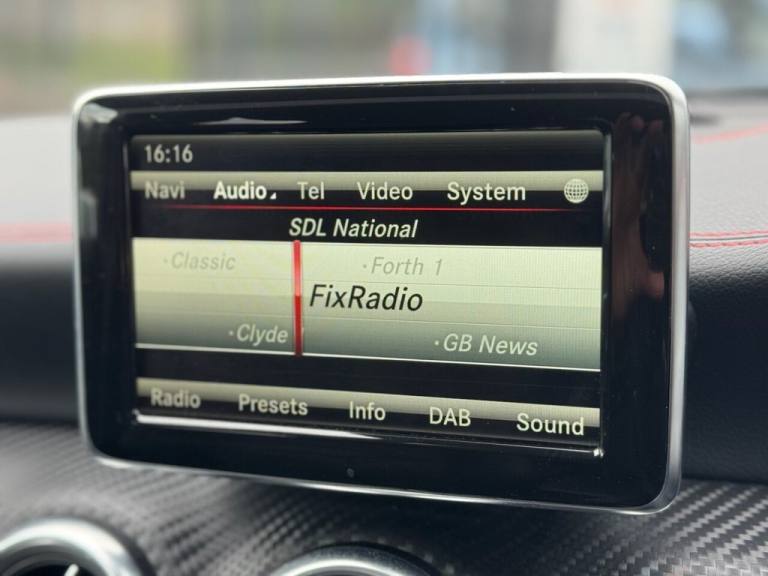 16:16
Navi Audio Tel Video System
SDL National
·Classic ·Forth 1
FixRadio
·Clyde ·GB News
Radio Presets Info DAB Sound